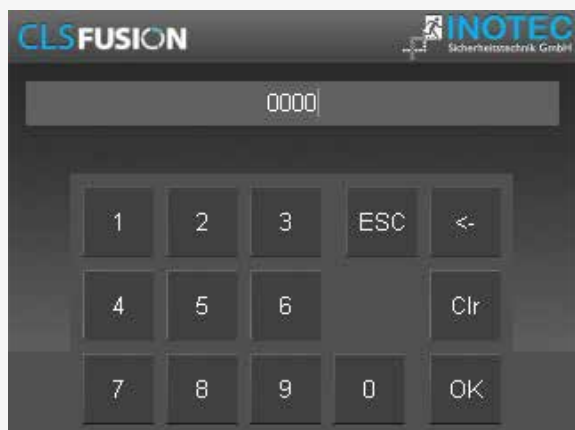 CLSFUSION
INOTEC
Sicherheitstechnik GmbH
0000
1 2 3 ESC <-
4 5 6 Clr
7 8 9 0 OK